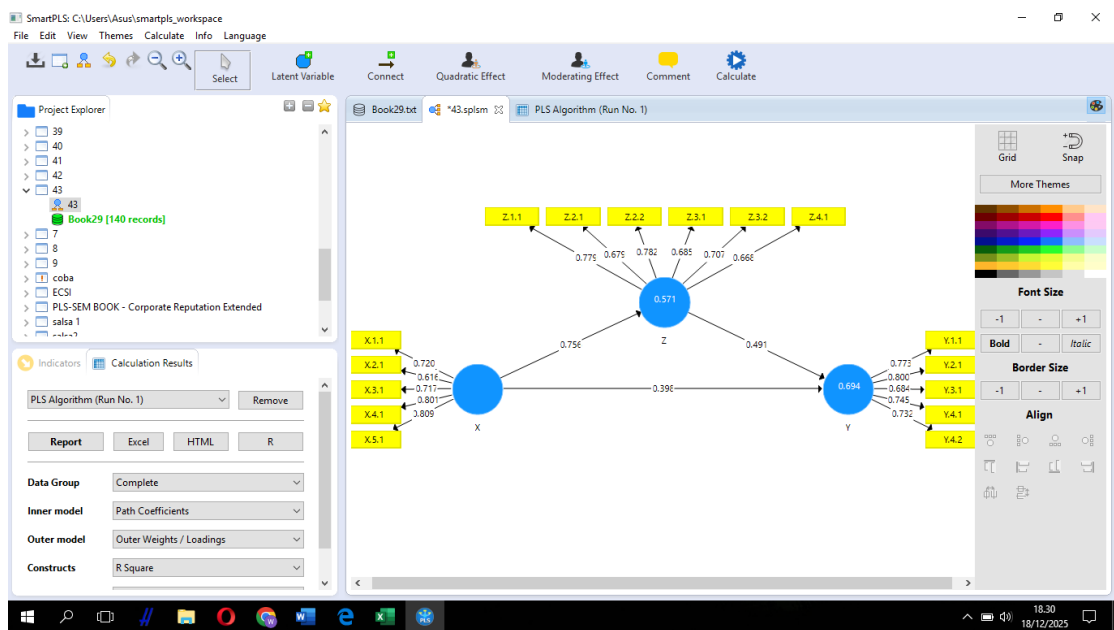 SmartPLS: C:\Users\Asus\smartpls_workspace
File Edit View Themes Calculate Info Language
Select
Latent Variable
Connect
Quadratic Effect
Moderating Effect
Comment
Calculate
Project Explorer
39
40
41
42
43
43
Book29 [140 records]
7
8
9
coba
ECSI
PLS-SEM BOOK - Corporate Reputation Extended
salsa 1
Indicators
Calculation Results
PLS Algorithm (Run No. 1)
Remove
Report
Excel
HTML
R
Data Group
Complete
Inner model
Path Coefficients
Outer model
Outer Weights / Loadings
Constructs
R Square
Book29.txt
*43.splsm
PLS Algorithm (Run No. 1)
Z.1.1 Z.2.1 Z.2.2 Z.3.1 Z.3.2 Z.4.1
0.779 0.679 0.782 0.685 0.707 0.668
0.571
Z
0.756
0.491
0.398
X.1.1
X.2.1
X.3.1
X.4.1
X.5.1
0.720
0.616
0.717
0.801
0.809
X
0.694
Y
0.773
0.800
0.684
0.745
0.732
Y.1.1
Y.2.1
Y.3.1
Y.4.1
Y.4.2
Grid
Snap
More Themes
Font Size
-1 - +1
Bold - Italic
Border Size
-1 - +1
Align
PLS
18.30
18/12/2025